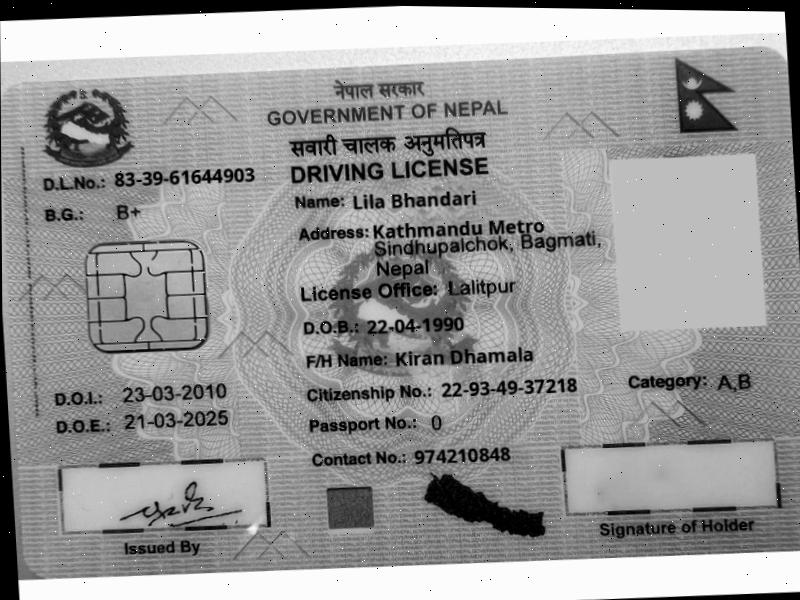 नेपाल सरकार
GOVERNMENT OF NEPAL
सवारी चालक अनुमतिपत्र
DRIVING LICENSE
D.L.No.: 83-39-61644903
B.G.: B+
Name: Lila Bhandari
Address: Kathmandu Metro
Sindhupalchok, Bagmati,
Nepal
License Office: Lalitpur
D.O.B.: 22-04-1990
F/H Name: Kiran Dhamala
D.O.I.: 23-03-2010
Citizenship No.: 22-93-49-37218
Category: A,B
D.O.E.: 21-03-2025
Passport No.: 0
Contact No.: 974210848
Issued By
Signature of Holder